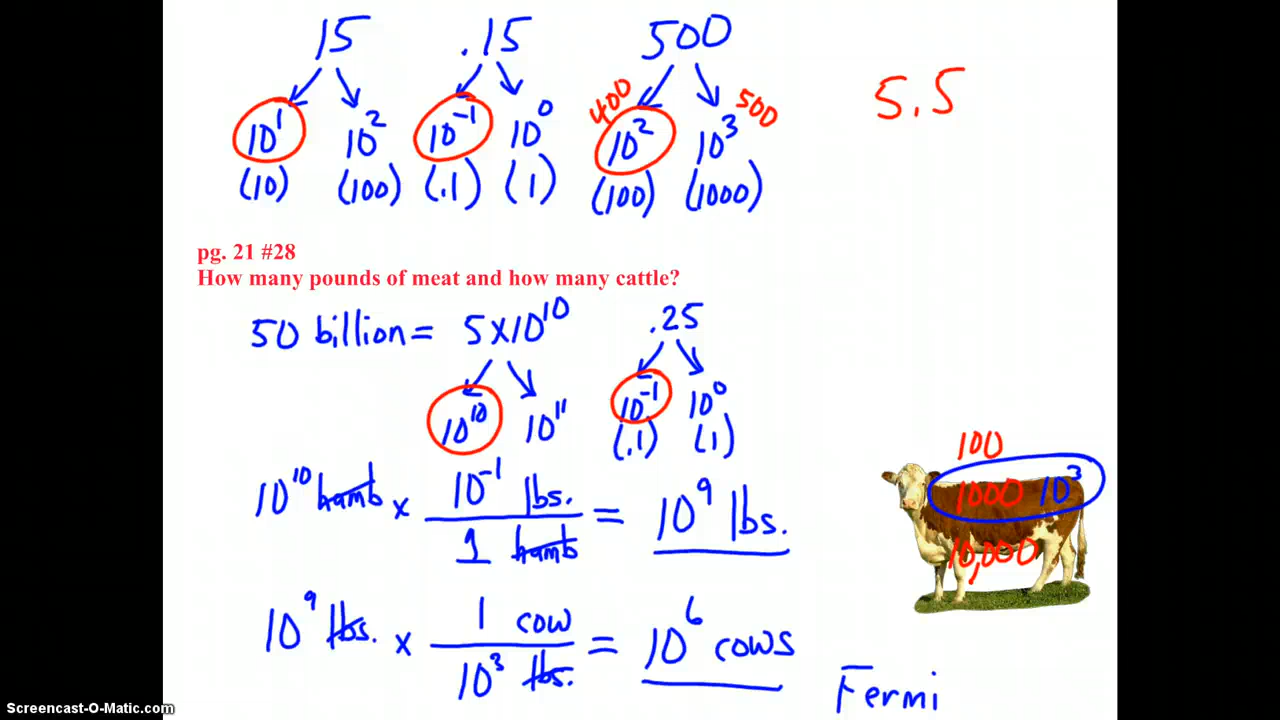 15 .15 500
5.5
400 500
10^1 10^2 10^-1 10^0 10^2 10^3
(10) (100) (.1) (1) (100) (1000)
pg. 21 #28
How many pounds of meat and how many cattle?
50 billion = 5x10^10 .25
10^10 10^11 10^-1 10^0
(.1) (1)
100
1000 10^3
10,000
10^10 hamb x 10^-1 lbs. = 10^9 lbs.
1 hamb
10^9 lbs. x 1 cow = 10^6 cows
10^3 lbs.
Fermi
Screencast-O-Matic.com